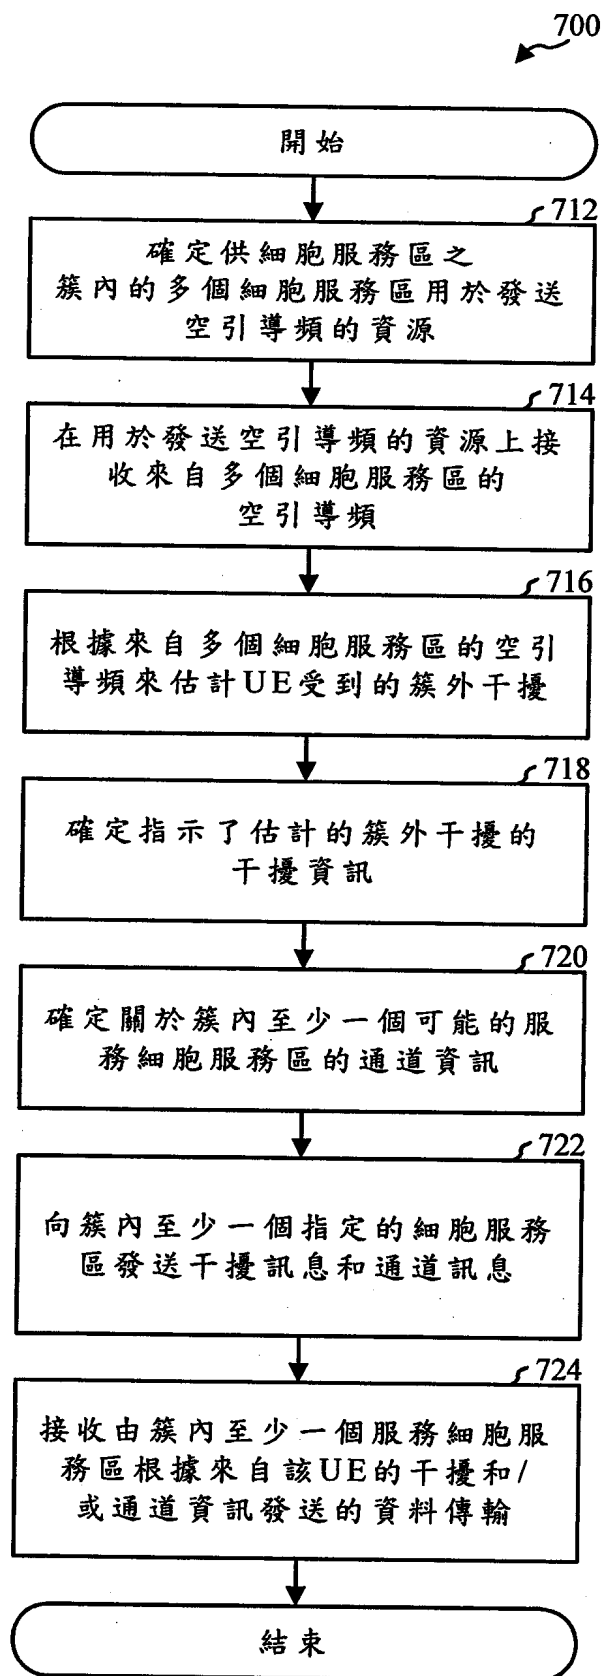 700
開始
712
確定供細胞服務區之
簇內的多個細胞服務區用於發送
空引導頻的資源
714
在用於發送空引導頻的資源上接
收來自多個細胞服務區的
空引導頻
716
根據來自多個細胞服務區的空引
導頻來估計UE受到的簇外干擾
718
確定指示了估計的簇外干擾的
干擾資訊
720
確定關於簇內至少一個可能的服
務細胞服務區的通道資訊
722
向簇內至少一個指定的細胞服務
區發送干擾訊息和通道訊息
724
接收由簇內至少一個服務細胞服
務區根據來自該UE的干擾和/
或通道資訊發送的資料傳輸
結束